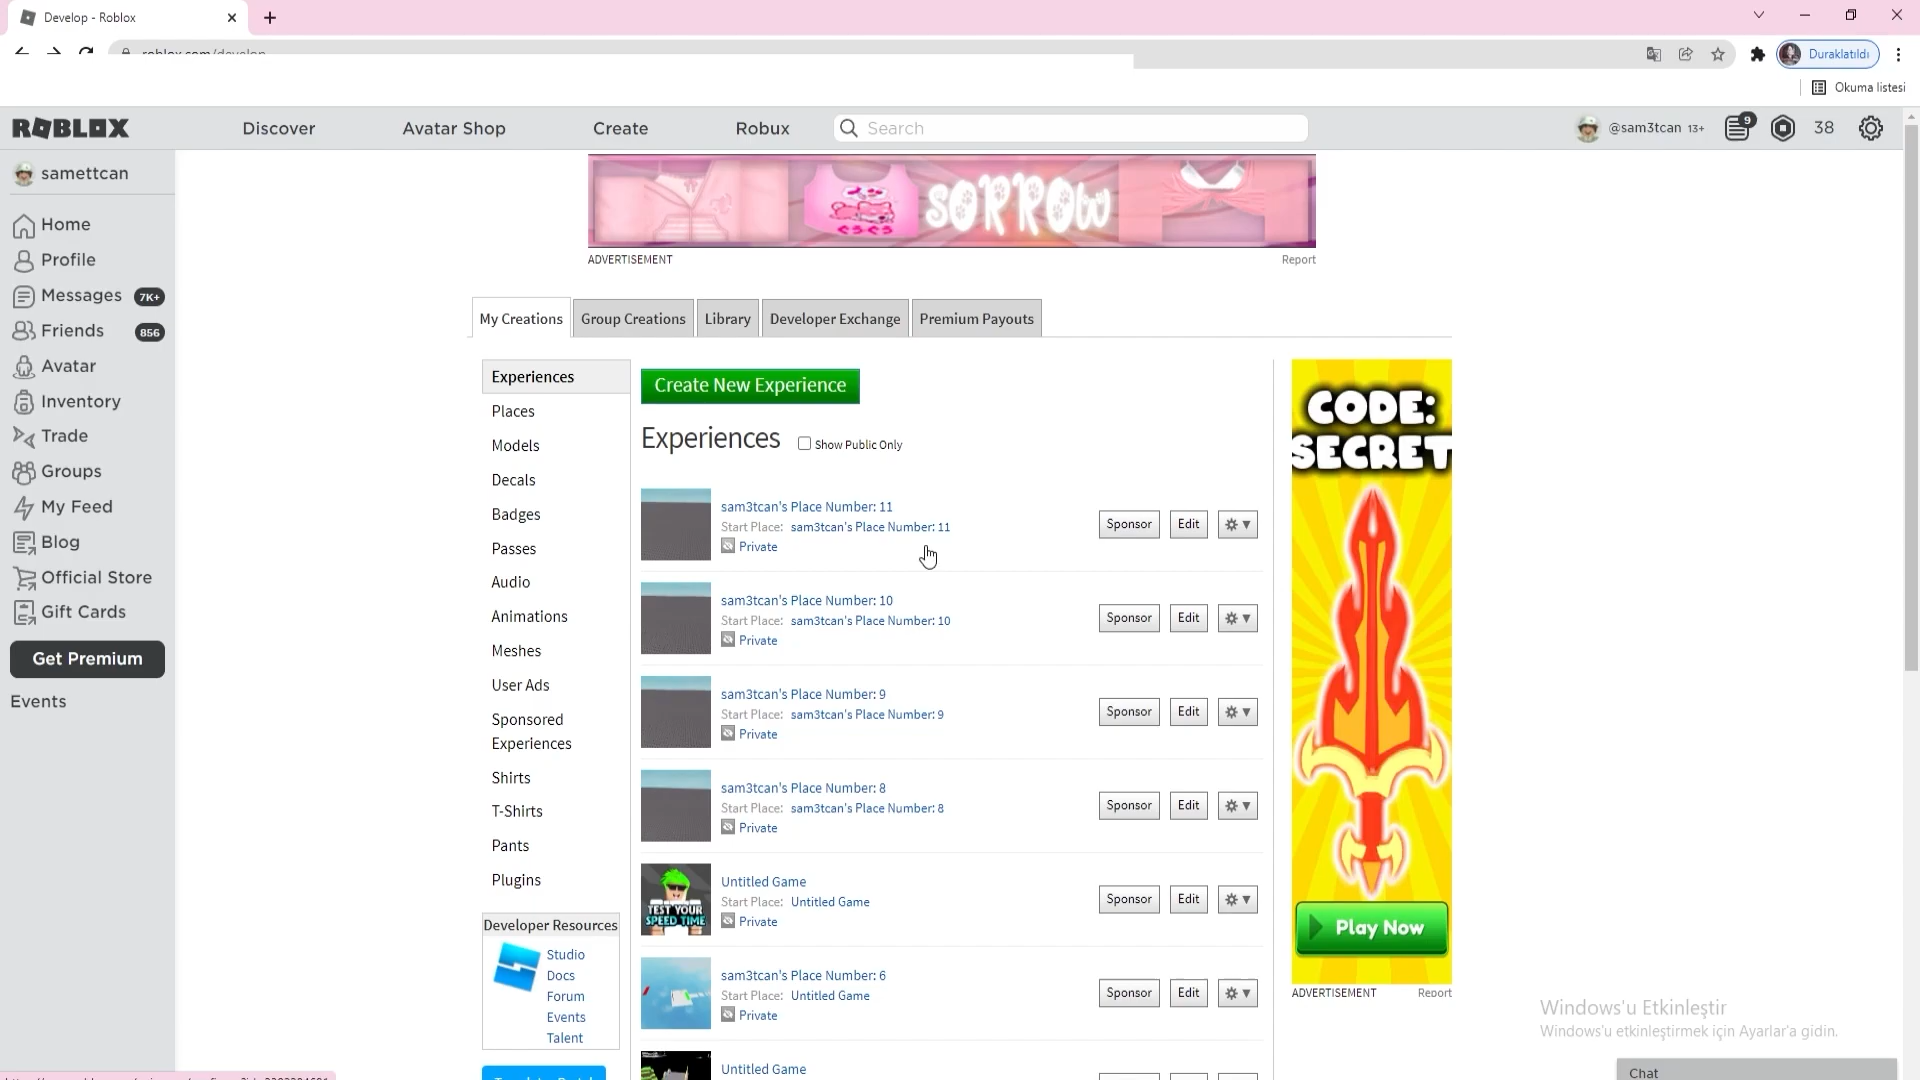 Develop - Roblox
roblox.com/develop
Duraklatıldı
Okuma listesi
ROBLOX
Discover
Avatar Shop
Create
Robux
Search
@sam3tcan 13+
9
38
samettcan
Home
Profile
Messages 7K+
Friends 856
Avatar
Inventory
Trade
Groups
My Feed
Blog
Official Store
Gift Cards
Get Premium
Events
SORROW
ADVERTISEMENT
Report
My Creations
Group Creations
Library
Developer Exchange
Premium Payouts
Experiences
Places
Models
Decals
Badges
Passes
Audio
Animations
Meshes
User Ads
Sponsored
Experiences
Shirts
T-Shirts
Pants
Plugins
Developer Resources
Studio
Docs
Forum
Events
Talent
Create New Experience
Experiences
Show Public Only
sam3tcan's Place Number: 11
Start Place: sam3tcan's Place Number: 11
Private
Sponsor
Edit
sam3tcan's Place Number: 10
Start Place: sam3tcan's Place Number: 10
Private
Sponsor
Edit
sam3tcan's Place Number: 9
Start Place: sam3tcan's Place Number: 9
Private
Sponsor
Edit
sam3tcan's Place Number: 8
Start Place: sam3tcan's Place Number: 8
Private
Sponsor
Edit
TEST YOUR
SPEED TIME
Untitled Game
Start Place: Untitled Game
Private
Sponsor
Edit
sam3tcan's Place Number: 6
Start Place: Untitled Game
Private
Sponsor
Edit
Untitled Game
CODE:
SECRET
Play Now
ADVERTISEMENT
Report
Windows'u Etkinleştir
Windows'u etkinleştirmek için Ayarlar'a gidin.
Chat